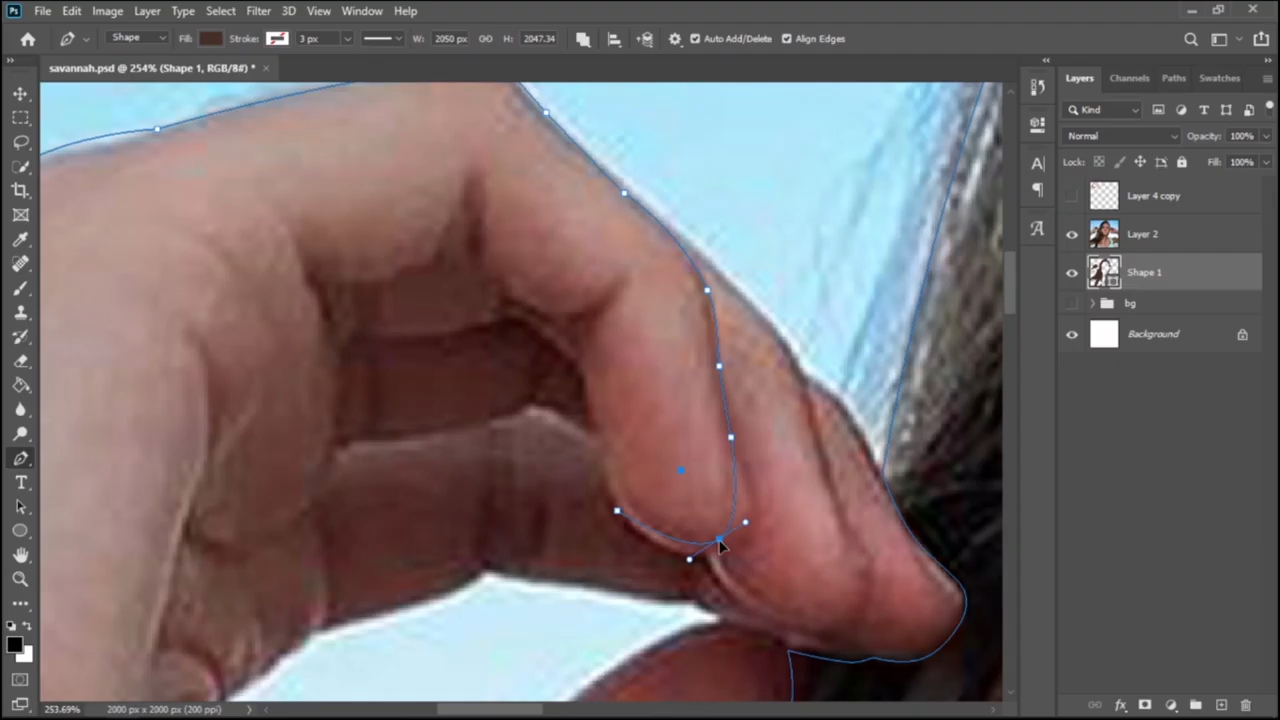 Ps File Edit Image Layer Type Select Filter 3D View Window Help
Shape Fill: Stroke: 3 px W: 2050 px H: 2047.34 Auto Add/Delete Align Edges
savannah.psd @ 254% (Shape 1, RGB/8#) * ×
Layers Channels Paths Swatches
Kind
Normal Opacity: 100%
Lock: Fill: 100%
Layer 4 copy
Layer 2
Shape 1
bg
Background
253.69% 2000 px x 2000 px (200 ppi)